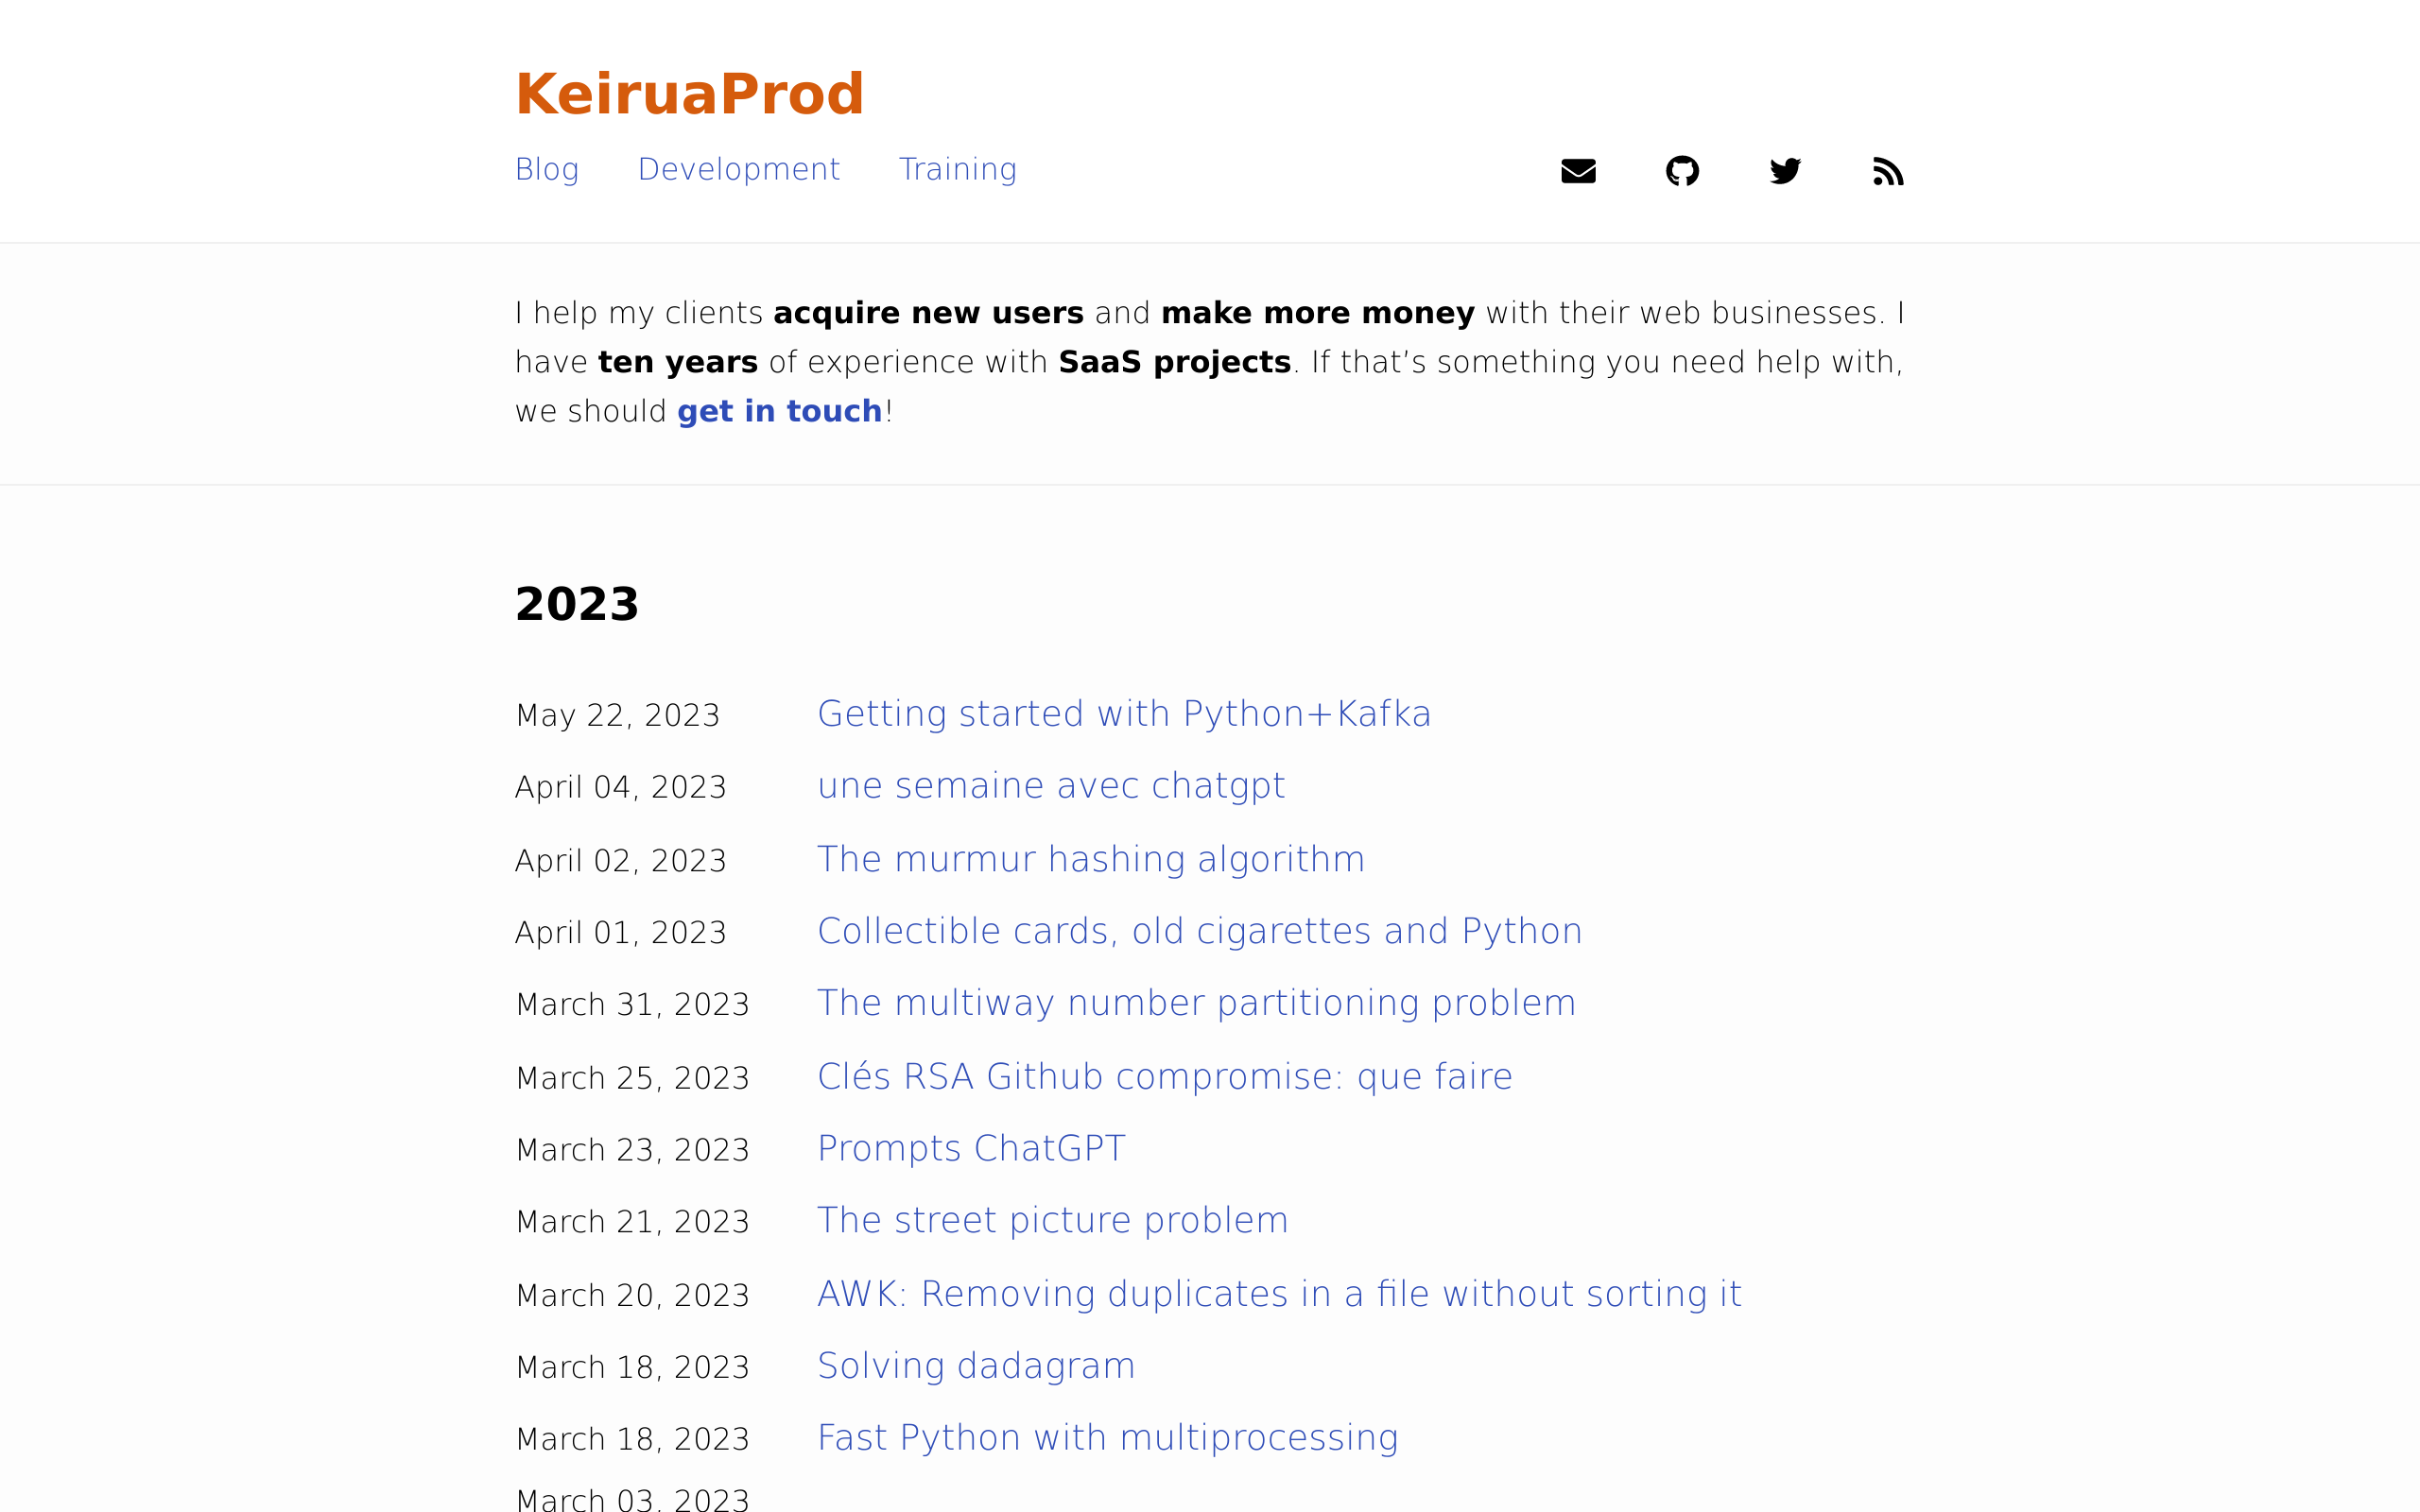 KeiruaProd
Blog Development Training
I help my clients acquire new users and make more money with their web businesses. I
have ten years of experience with SaaS projects. If that’s something you need help with,
we should get in touch!
2023
May 22, 2023 Getting started with Python+Kafka
April 04, 2023 une semaine avec chatgpt
April 02, 2023 The murmur hashing algorithm
April 01, 2023 Collectible cards, old cigarettes and Python
March 31, 2023 The multiway number partitioning problem
March 25, 2023 Clés RSA Github compromise: que faire
March 23, 2023 Prompts ChatGPT
March 21, 2023 The street picture problem
March 20, 2023 AWK: Removing duplicates in a file without sorting it
March 18, 2023 Solving dadagram
March 18, 2023 Fast Python with multiprocessing
March 03, 2023